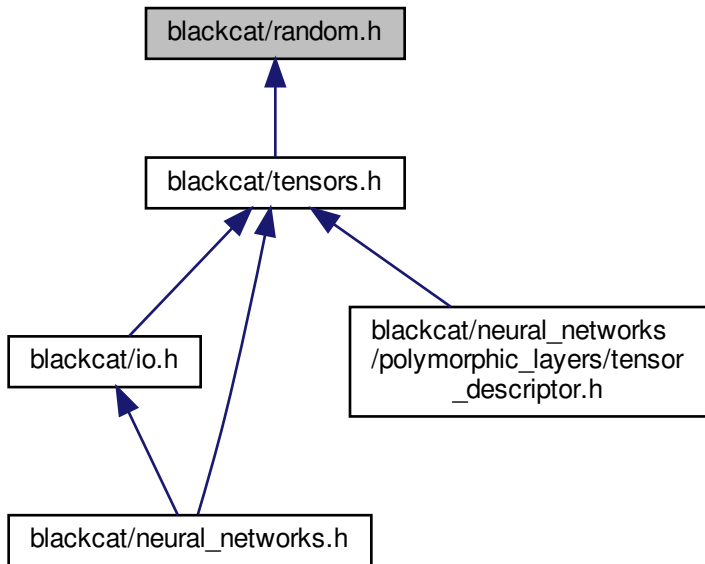 blackcat/random.h
blackcat/tensors.h
blackcat/io.h
blackcat/neural_networks
/polymorphic_layers/tensor
_descriptor.h
blackcat/neural_networks.h